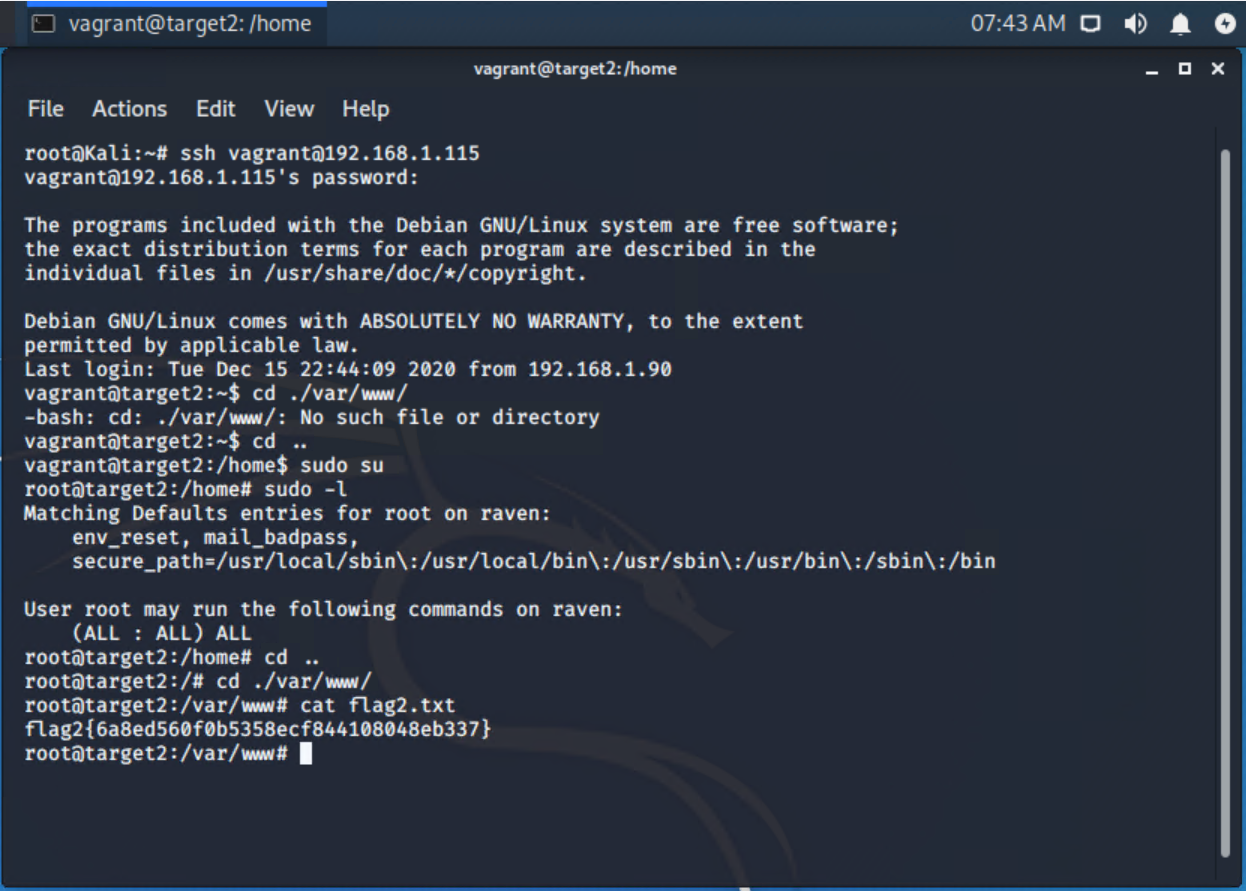 vagrant@target2: /home
07:43 AM
vagrant@target2:/home
File Actions Edit View Help
root@Kali:~# ssh vagrant@192.168.1.115
vagrant@192.168.1.115's password:
The programs included with the Debian GNU/Linux system are free software;
the exact distribution terms for each program are described in the
individual files in /usr/share/doc/*/copyright.
Debian GNU/Linux comes with ABSOLUTELY NO WARRANTY, to the extent
permitted by applicable law.
Last login: Tue Dec 15 22:44:09 2020 from 192.168.1.90
vagrant@target2:~$ cd ./var/www/
-bash: cd: ./var/www/: No such file or directory
vagrant@target2:~$ cd ..
vagrant@target2:/home$ sudo su
root@target2:/home# sudo -l
Matching Defaults entries for root on raven:
    env_reset, mail_badpass,
    secure_path=/usr/local/sbin\:/usr/local/bin\:/usr/sbin\:/usr/bin\:/sbin\:/bin
User root may run the following commands on raven:
    (ALL : ALL) ALL
root@target2:/home# cd ..
root@target2:/# cd ./var/www/
root@target2:/var/www# cat flag2.txt
flag2{6a8ed560f0b5358ecf844108048eb337}
root@target2:/var/www#